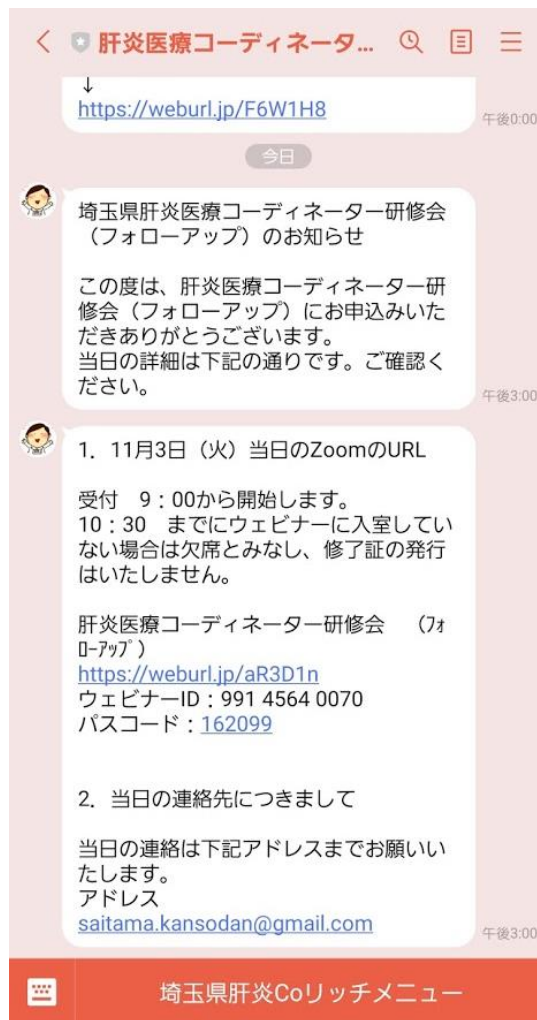 肝炎医療コーディネータ...
↓
https://weburl.jp/F6W1H8
午後0:00
今日
埼玉県肝炎医療コーディネーター研修会
（フォローアップ）のお知らせ
この度は、肝炎医療コーディネーター研
修会（フォローアップ）にお申込みいた
だきありがとうございます。
当日の詳細は下記の通りです。ご確認く
ださい。
午後3:00
1．11月3日（火）当日のZoomのURL
受付　9：00から開始します。
10：30　までにウェビナーに入室してい
ない場合は欠席とみなし、修了証の発行
はいたしません。
肝炎医療コーディネーター研修会　（ﾌｫ
ﾛｰｱｯﾌﾟ）
https://weburl.jp/aR3D1n
ウェビナーID：991 4564 0070
パスコード：162099
2．当日の連絡先につきまして
当日の連絡は下記アドレスまでお願いい
たします。
アドレス
saitama.kansodan@gmail.com
午後3:00
埼玉県肝炎Coリッチメニュー